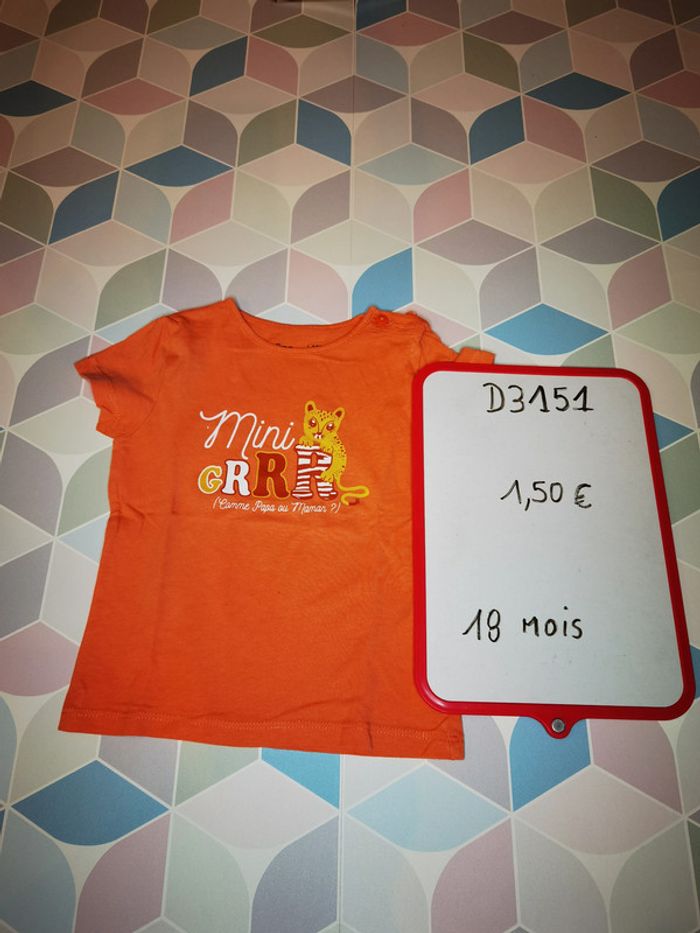 Mini
GRRR
(Comme Papa ou Maman ?)
D3151
1,50 €
18 MOIS